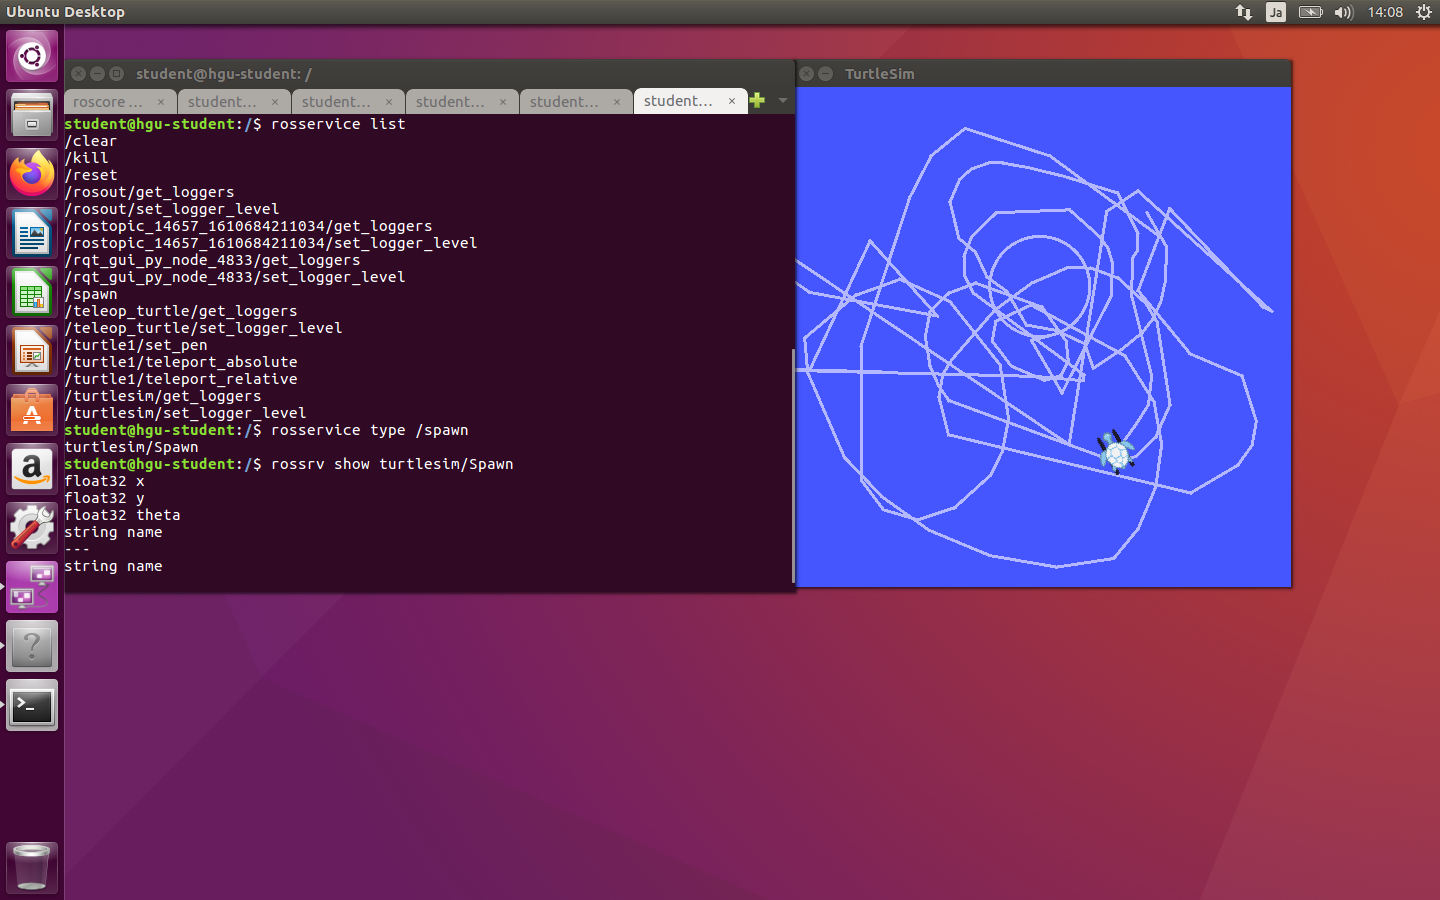 Ubuntu Desktop
Ja
14:08
student@hgu-student: /
TurtleSim
roscore ... × student... × student... × student... × student... × student... ×
student@hgu-student:/$ rosservice list
/clear
/kill
/reset
/rosout/get_loggers
/rosout/set_logger_level
/rostopic_14657_1610684211034/get_loggers
/rostopic_14657_1610684211034/set_logger_level
/rqt_gui_py_node_4833/get_loggers
/rqt_gui_py_node_4833/set_logger_level
/spawn
/teleop_turtle/get_loggers
/teleop_turtle/set_logger_level
/turtle1/set_pen
/turtle1/teleport_absolute
/turtle1/teleport_relative
/turtlesim/get_loggers
/turtlesim/set_logger_level
student@hgu-student:/$ rosservice type /spawn
turtlesim/Spawn
student@hgu-student:/$ rossrv show turtlesim/Spawn
float32 x
float32 y
float32 theta
string name
---
string name